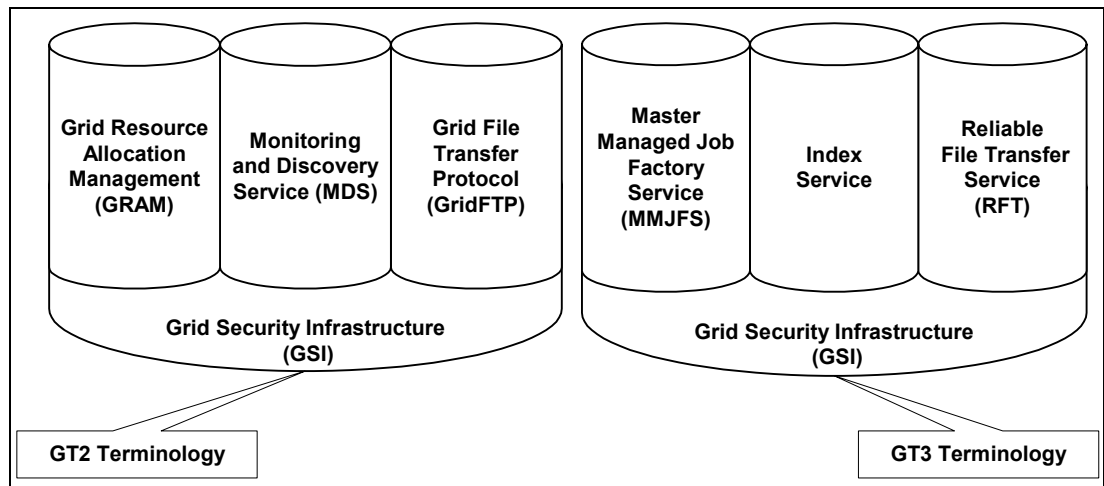 Grid Resource
Allocation
Management
(GRAM)
Monitoring
and Discovery
Service (MDS)
Grid File
Transfer
Protocol
(GridFTP)
Grid Security Infrastructure
(GSI)
GT2 Terminology
Master
Managed Job
Factory
Service
(MMJFS)
Index
Service
Reliable
File Transfer
Service
(RFT)
Grid Security Infrastructure
(GSI)
GT3 Terminology